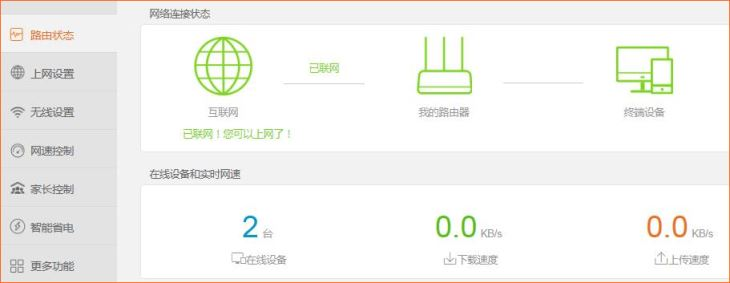 网络连接状态
路由状态
上网设置
无线设置
网速控制
家长控制
智能省电
更多功能
已联网
互联网
我的路由器
终端设备
已联网！您可以上网了！
在线设备和实时网速
2 台
0.0 KB/s
0.0 KB/s
在线设备
下载速度
上传速度